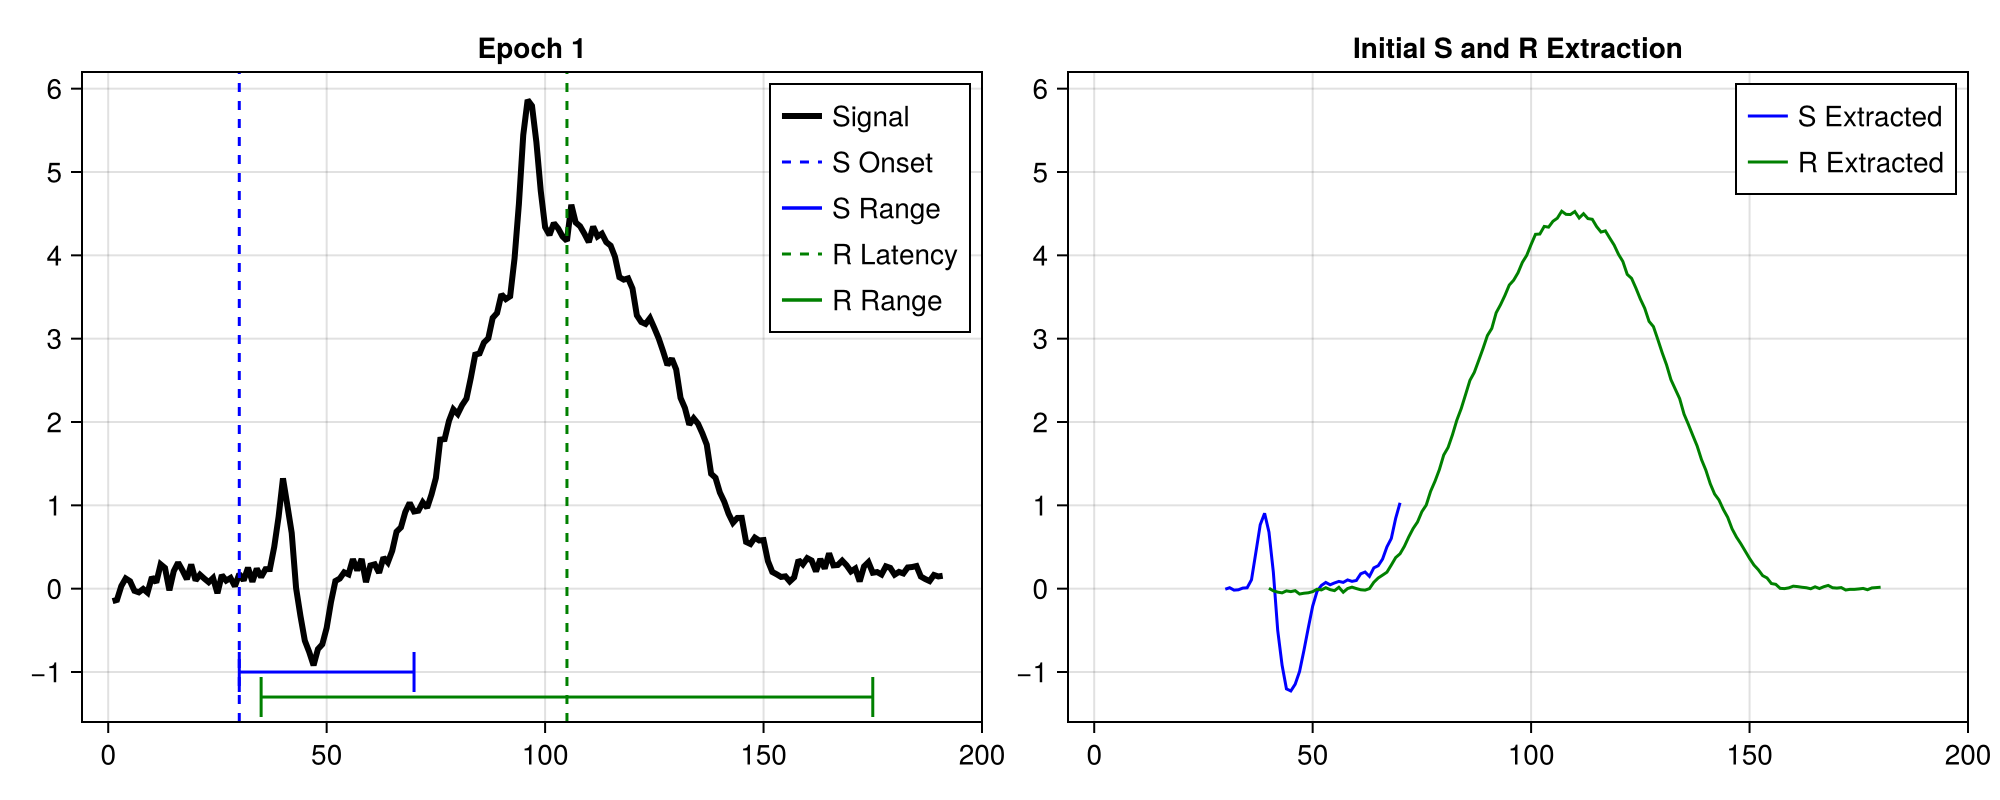 Epoch 1
6
5
4
3
2
1
0
−1
0 50 100 150 200
Signal
S Onset
S Range
R Latency
R Range
Initial S and R Extraction
6
5
4
3
2
1
0
−1
0 50 100 150 200
S Extracted
R Extracted